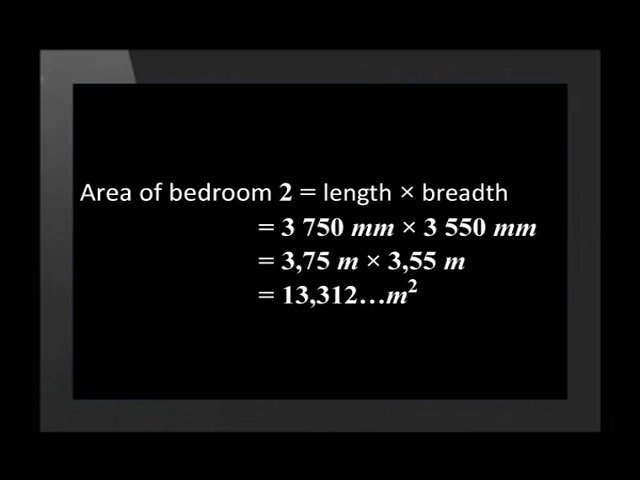 Area of bedroom 2 = length × breadth
= 3 750 mm × 3 550 mm
= 3,75 m × 3,55 m
= 13,312…m²